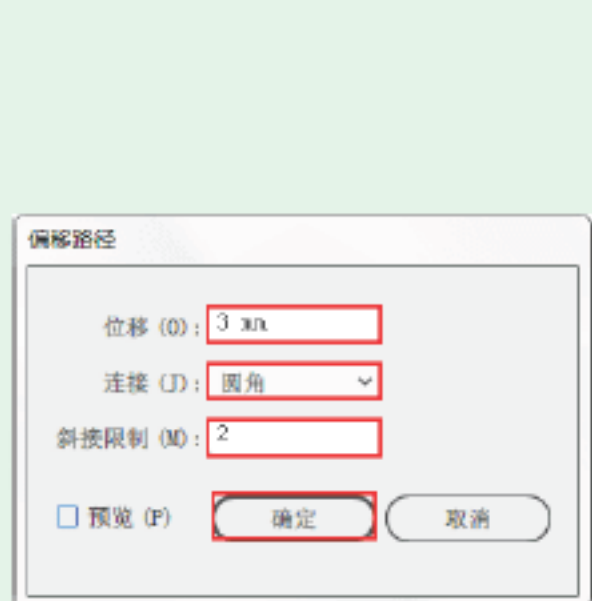 偏移路径
位移 (O): 3 mm
连接 (J): 圆角
斜接限制 (M): 2
预览 (P) 确定 取消